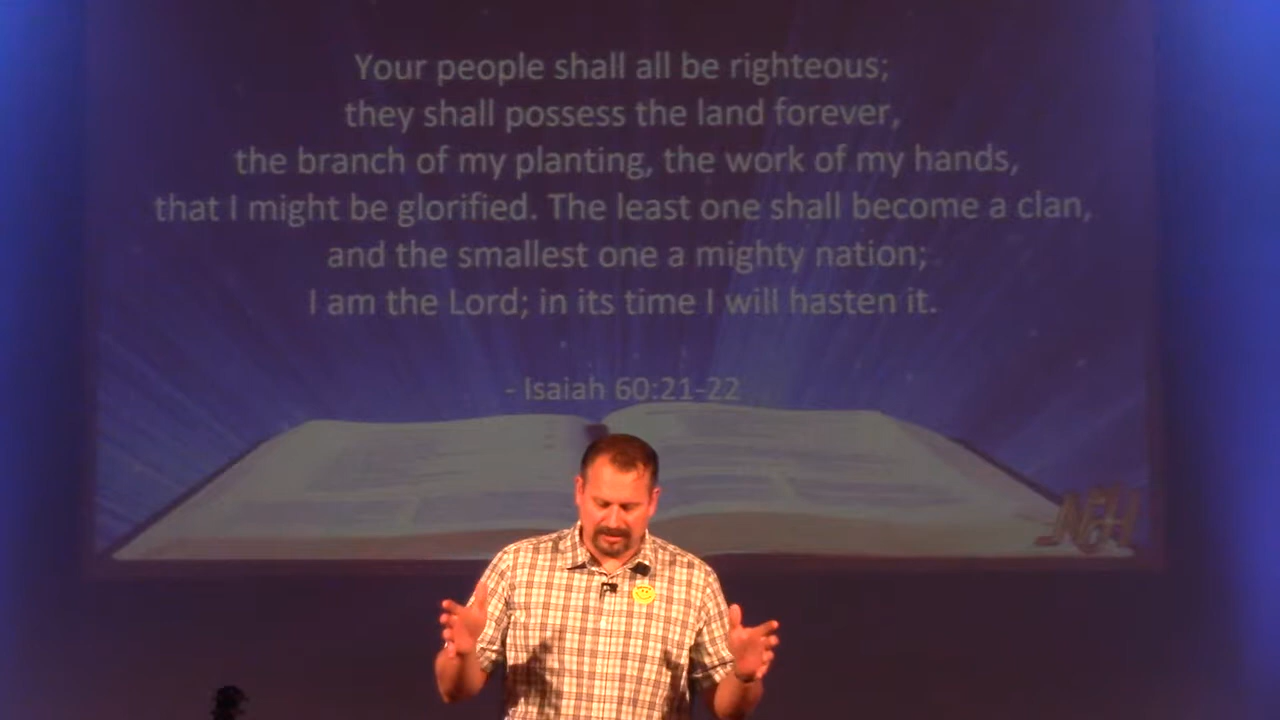 Your people shall all be righteous;
they shall possess the land forever,
the branch of my planting, the work of my hands,
that I might be glorified. The least one shall become a clan,
and the smallest one a mighty nation;
I am the Lord; in its time I will hasten it.
- Isaiah 60:21-22